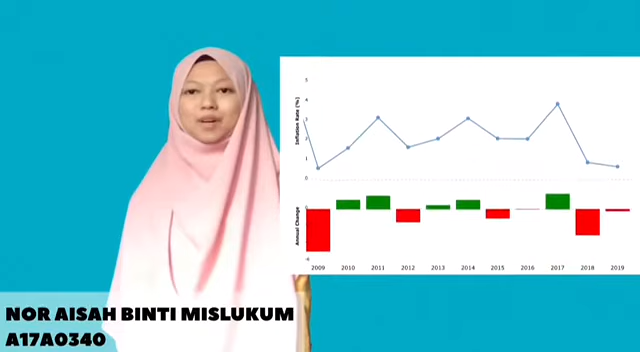 5
4
3
2
1
0
Inflation Rate (%)
0
Annual Change
-4
2009 2010 2011 2012 2013 2014 2015 2016 2017 2018 2019
NOR AISAH BINTI MISLUKUM
A17A0340